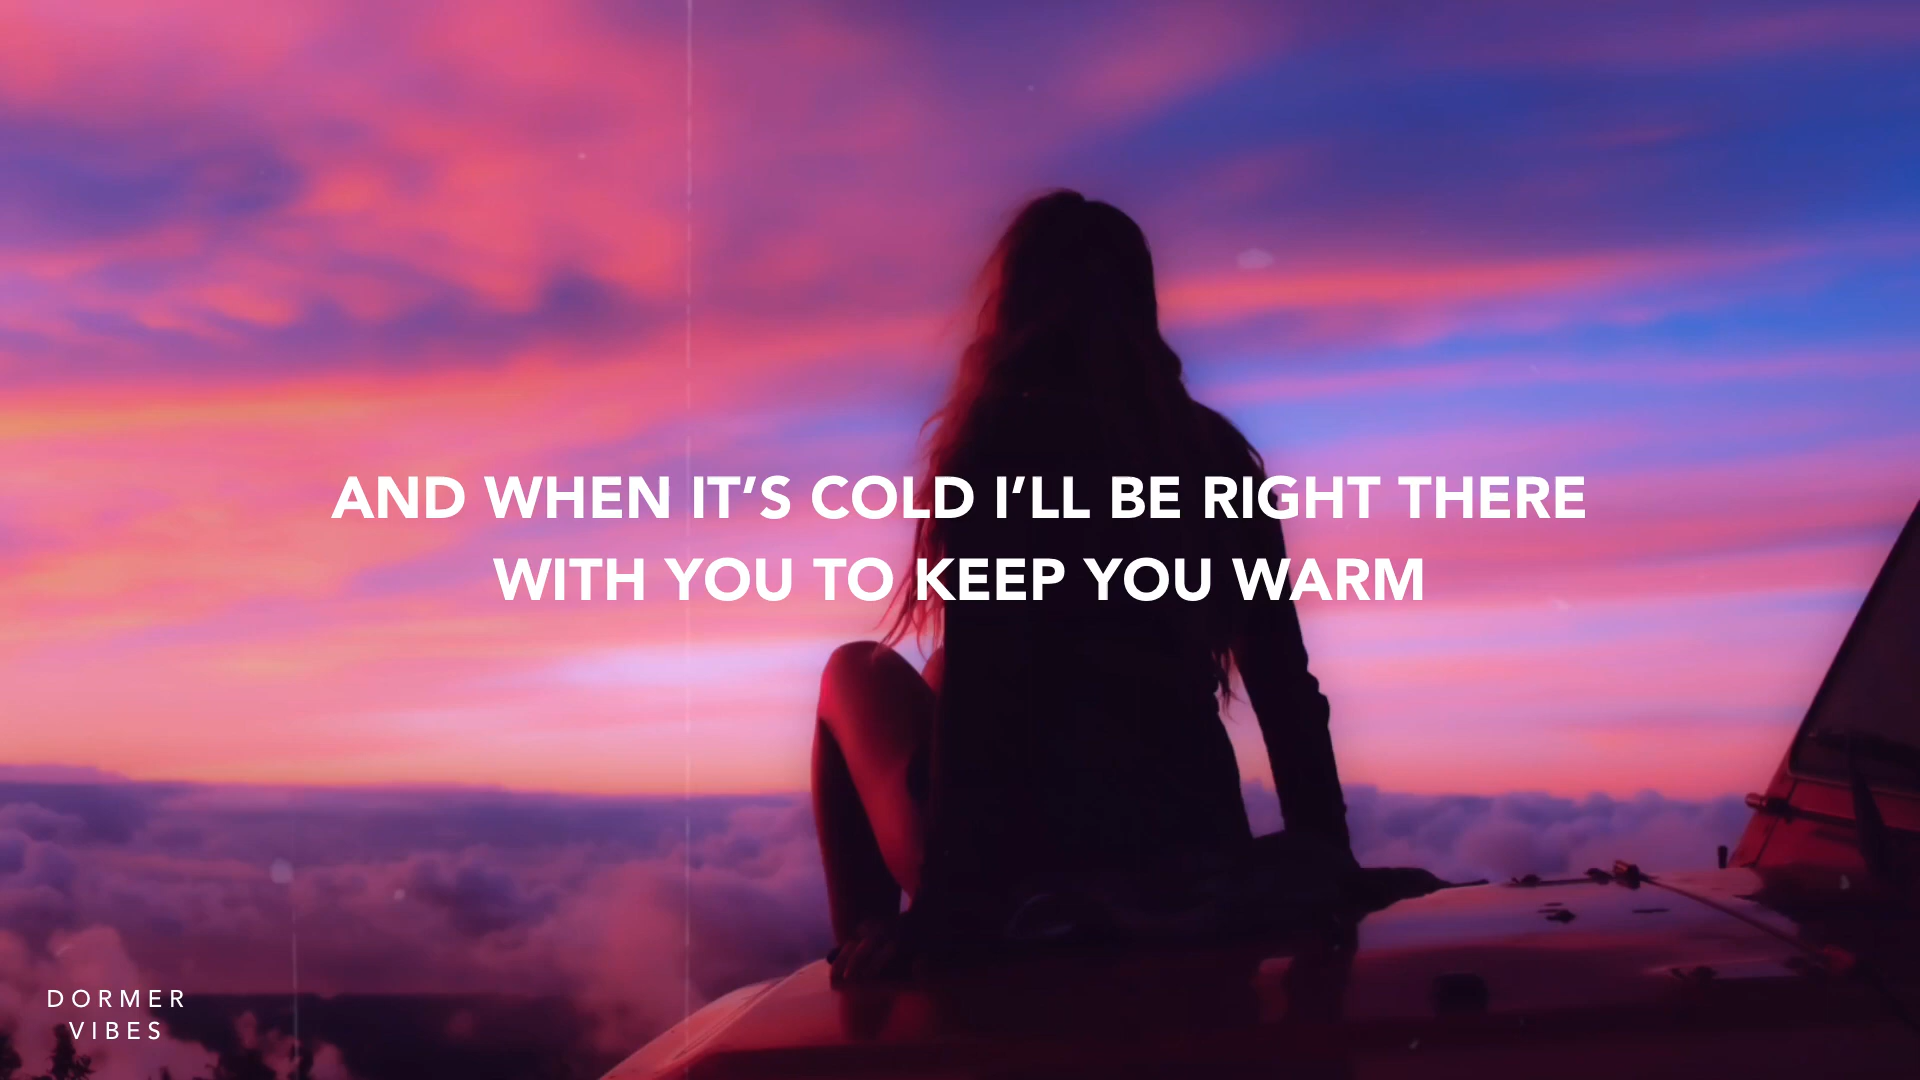 AND WHEN IT’S COLD I’LL BE RIGHT THERE
WITH YOU TO KEEP YOU WARM
DORMER
VIBES